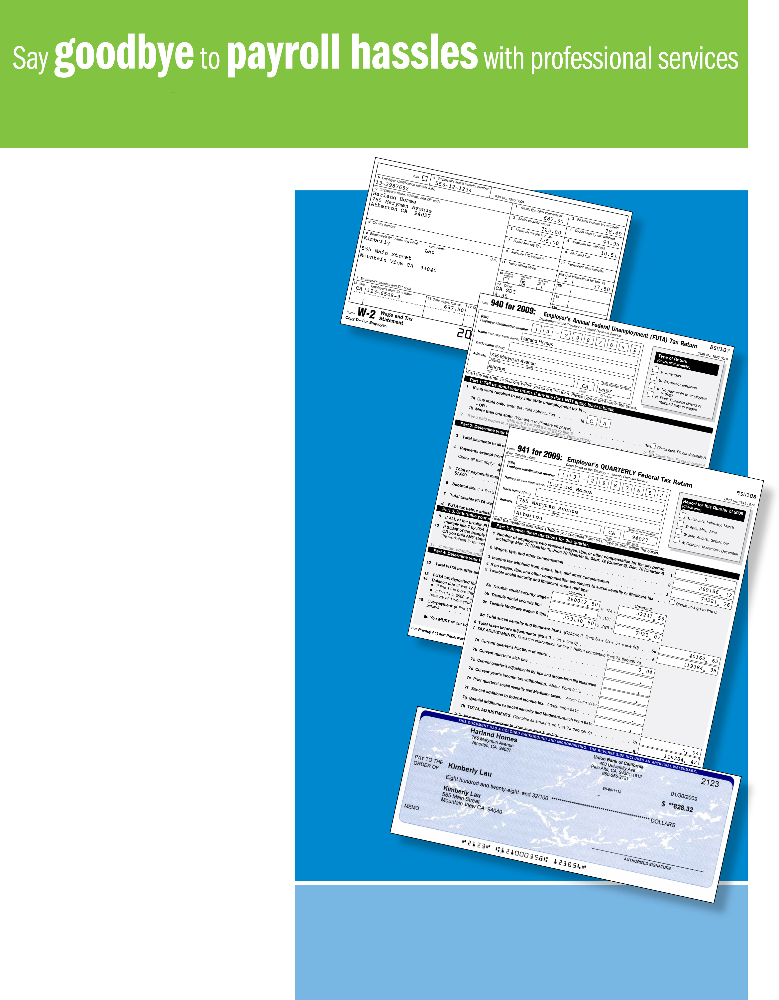 Say goodbye to payroll hassles with professional services
Void
a Employee's social security number
555-12-1234
OMB No. 1545-0008
b Employer identification number (EIN)
13-2987652
c Employer's name, address, and ZIP code
Harland Homes
765 Maryman Avenue
Atherton CA 94027
1 Wages, tips, other compensation
687.50
2 Federal income tax withheld
78.49
3 Social security wages
725.00
4 Social security tax withheld
44.95
5 Medicare wages and tips
725.00
6 Medicare tax withheld
10.51
d Control number
7 Social security tips
8 Allocated tips
9 Advance EIC payment
10 Dependent care benefits
e Employee's first name and initial Last name Suff.
Kimberly Lau
555 Main Street
Mountain View CA 94040
11 Nonqualified plans
12a See instructions for box 12
D 37.50
13 Statutory employee Retirement plan Third-party sick pay
X
12b
14 Other
CA SDI
4.35
12c
12d
f Employee's address and ZIP code
15 State Employer's state ID number
CA 123-6549-9
16 State wages, tips, etc.
687.50
17 St
Form W-2 Wage and Tax Statement
Copy D—For Employer.
20
Form 940 for 2009: Employer's Annual Federal Unemployment (FUTA) Tax Return
850107
Department of the Treasury — Internal Revenue Service
OMB No. 1545-0028
(EIN)
Employer identification number 1 3 – 2 9 8 7 6 5 2
Name (not your trade name) Harland Homes
Trade name (if any)
Address 765 Maryman Avenue
Number Street Suite or room number
Atherton CA 94027
City State ZIP code
Type of Return
(Check all that apply.)
a. Amended
b. Successor employer
c. No payments to employees in 2007
d. Final: Business closed or stopped paying wages
Read the separate instructions before you fill out this form. Please type or print within the boxes.
Part 1: Tell us about your return. If any line does NOT apply, leave it blank.
1 If you were required to pay your state unemployment tax in ...
1a One state only, write the state abbreviation . . . . 1a C A
- OR -
1b More than one state (You are a multi-state employer) 1b Check here. Fill out Schedule A.
Skip line 2 for 200 9 and go to line 3.
2 If you paid wages in a state that is subject to CREDIT REDUCTION 2 Check here. Fill out Schedule A
Part 2: Determine your F
3 Total payments to all e
4 Payments exempt from
Check all that apply: 4
5 Total of payments mad
$7,000
6 Subtotal (line 4 + line 5
7 Total taxable FUTA wag
8 FUTA tax before adjust
Part 3: Determine your a
9 If ALL of the taxable FU
multiply line 7 by .054
10 If SOME of the taxable
OR you paid ANY state
the worksheet in the ins
11 If credit reduction appl
Part 4: Determine your F
12 Total FUTA tax after ad
13 FUTA tax deposited for
14 Balance due (If line 12
• If line 14 is more tha
• If line 14 is $500 or le
Treasury and write your
15 Overpayment (If line 13
below.)
You MUST fill out bo
For Privacy Act and Paperwor
Form 941 for 2009: Employer's QUARTERLY Federal Tax Return
(Rev. October 2008)
Department of the Treasury — Internal Revenue Service
950108
OMB No. 1545-0029
(EIN)
Employer identification number 1 3 – 2 9 8 7 6 5 2
Name (not your trade name) Harland Homes
Trade name (if any)
Address 765 Maryman Avenue
Number Street Suite or room number
Atherton CA 94027
City State ZIP code
Report for this Quarter of 2009
(Check one.)
X
1: January, February, March
2: April, May, June
3: July, August, September
4: October, November, December
Read the separate instructions before you complete Form 941. Type or print within the boxes.
Part 1: Answer these questions for this quarter.
1 Number of employees who received wages, tips, or other compensation for the pay period
including: Mar. 12 (Quarter 1), June 12 (Quarter 2), Sept. 12 (Quarter 3), Dec. 12 (Quarter 4) 1 0
2 Wages, tips, and other compensation 2 269186. 12
3 Income tax withheld from wages, tips, and other compensation 3 79221. 76
4 If no wages, tips, and other compensation are subject to social security or Medicare tax Check and go to line 6.
5 Taxable social security and Medicare wages and tips:
Column 1 Column 2
5a Taxable social security wages 260012. 50 × .124 = 32241. 55
5b Taxable social security tips . × .124 = .
5c Taxable Medicare wages & tips 273140. 50 × .029 = 7921. 07
5d Total social security and Medicare taxes (Column 2, lines 5a + 5b + 5c = line 5d) . . 5d 40162. 62
6 Total taxes before adjustments (lines 3 + 5d = line 6) 6 119384. 38
7 TAX ADJUSTMENTS. Read the instructions for line 7 before completing lines 7a through 7g.
7a Current quarter's fractions of cents 0. 04
7b Current quarter's sick pay
7c Current quarter's adjustments for tips and group-term life insurance
7d Current year's income tax withholding. Attach Form 941c
7e Prior quarters' social security and Medicare taxes. Attach Form 941c
7f Special additions to federal income tax. Attach Form 941c
7g Special additions to social security and Medicare. Attach Form 941c
7h TOTAL ADJUSTMENTS. Combine all amounts on lines 7a through 7g 7h 0. 04
8 Total taxes after adjustments. Combine lines 6 and 7h 8 119384. 42
THIS DOCUMENT HAS A COLORED BACKGROUND AND MICROPRINTING. THE REVERSE SIDE INCLUDES AN ARTIFICIAL WATERMARK.
Harland Homes
765 Maryman Avenue
Atherton, CA 94027
Union Bank of California
400 University Ave
Palo Alto, CA, 94301-1812
650-555-2121
2123
88-88/1113
01/30/2009
PAY TO THE
ORDER OF Kimberly Lau
$ **828.32
Eight hundred and twenty-eight and 32/100 DOLLARS
Kimberly Lau
555 Main Street
Mountain View CA 94040
MEMO
AUTHORIZED SIGNATURE
⑈2123⑈ ⑆121000358⑆ 123654⑈